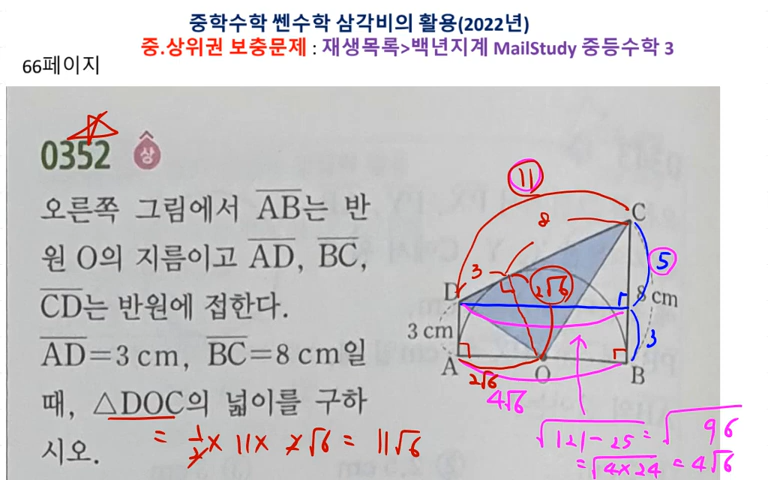 중학수학 쎈수학 삼각비의 활용(2022년)
중.상위권 보충문제 : 재생목록>백년지계 MailStudy 중등수학 3
66페이지
0352 상
오른쪽 그림에서 AB는 반
원 O의 지름이고 AD, BC,
CD는 반원에 접한다.
AD=3 cm, BC=8 cm일
때, △DOC의 넓이를 구하
시오.
= 1/2 × 11 × 2√6 = 11√6
11
8
C
3
2√6
5
D
8 cm
3 cm
3
A
O
B
2√6
4√6
√121-25 = √96
= √4×24 = 4√6